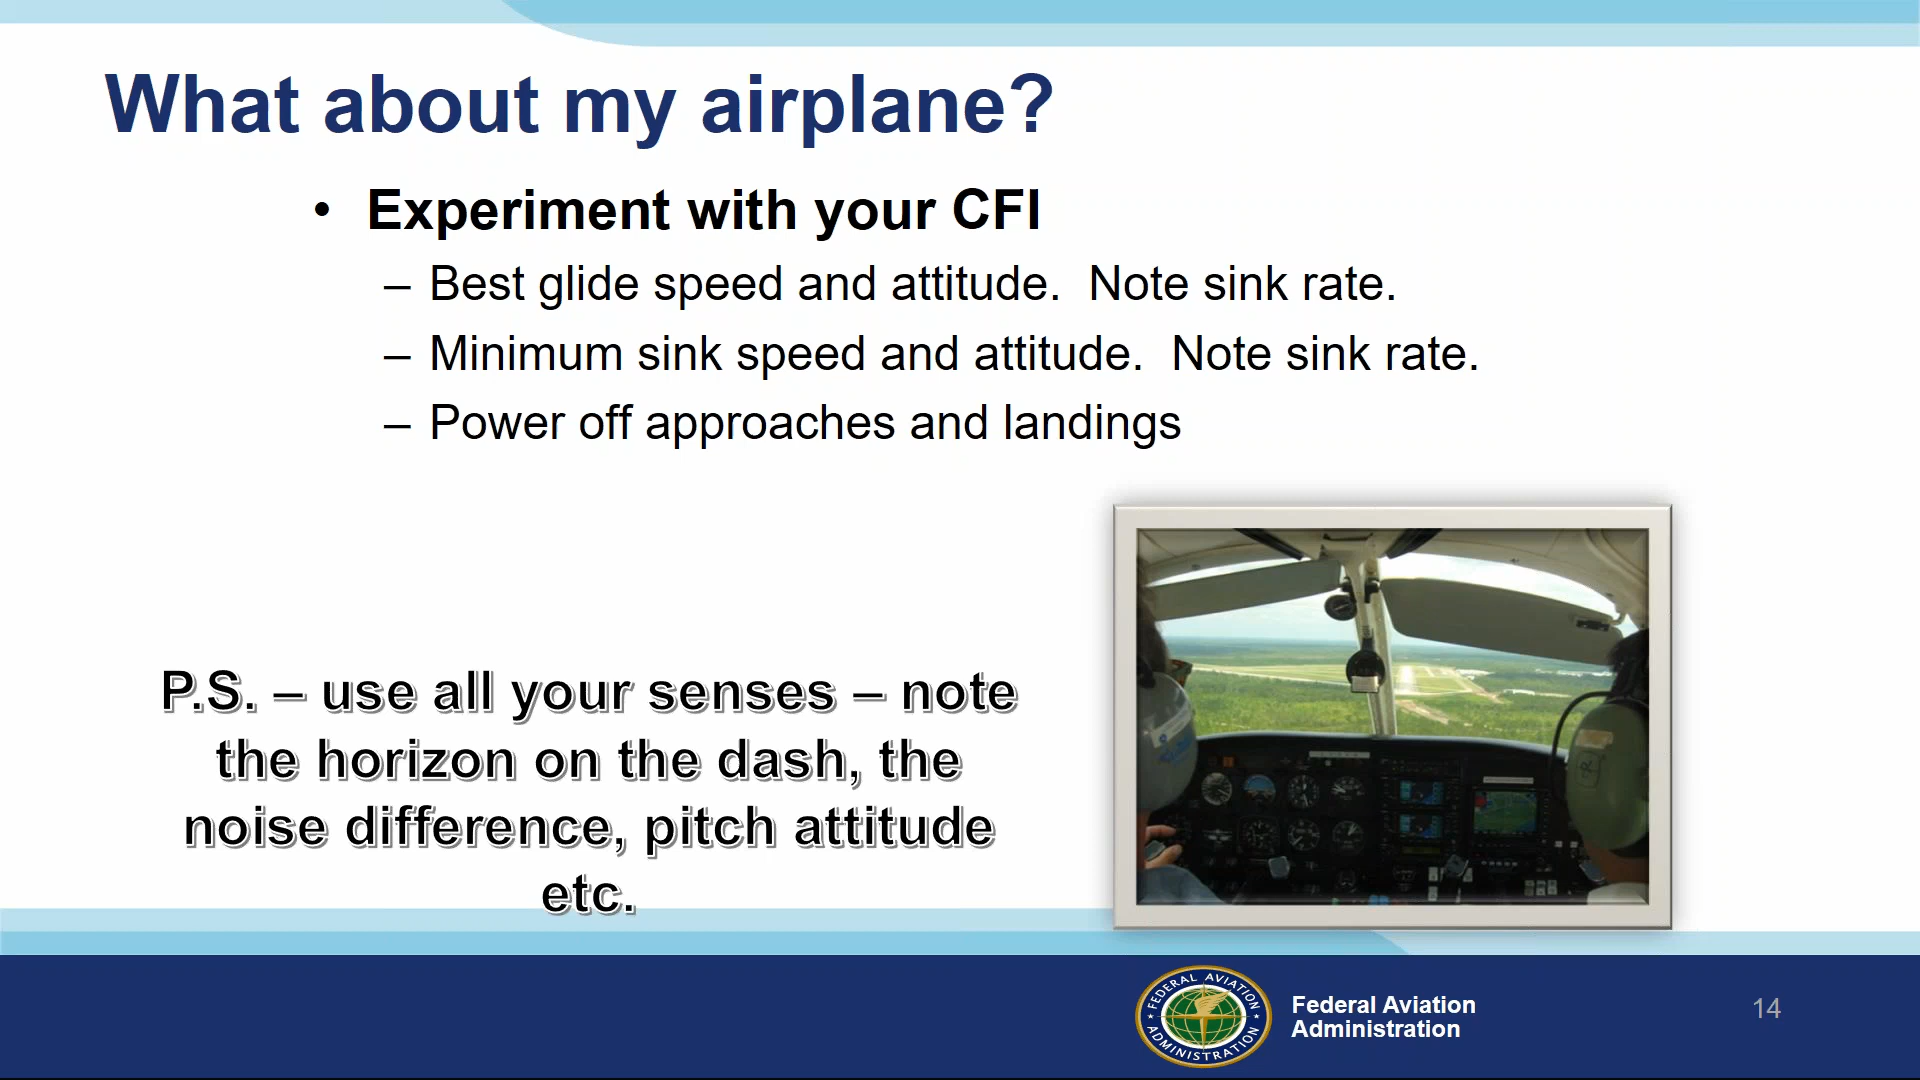 What about my airplane?
• Experiment with your CFI
– Best glide speed and attitude.  Note sink rate.
– Minimum sink speed and attitude.  Note sink rate.
– Power off approaches and landings
P.S. – use all your senses – note
the horizon on the dash, the
noise difference, pitch attitude
etc.
FEDERAL AVIATION
ADMINISTRATION
Federal Aviation
Administration
14